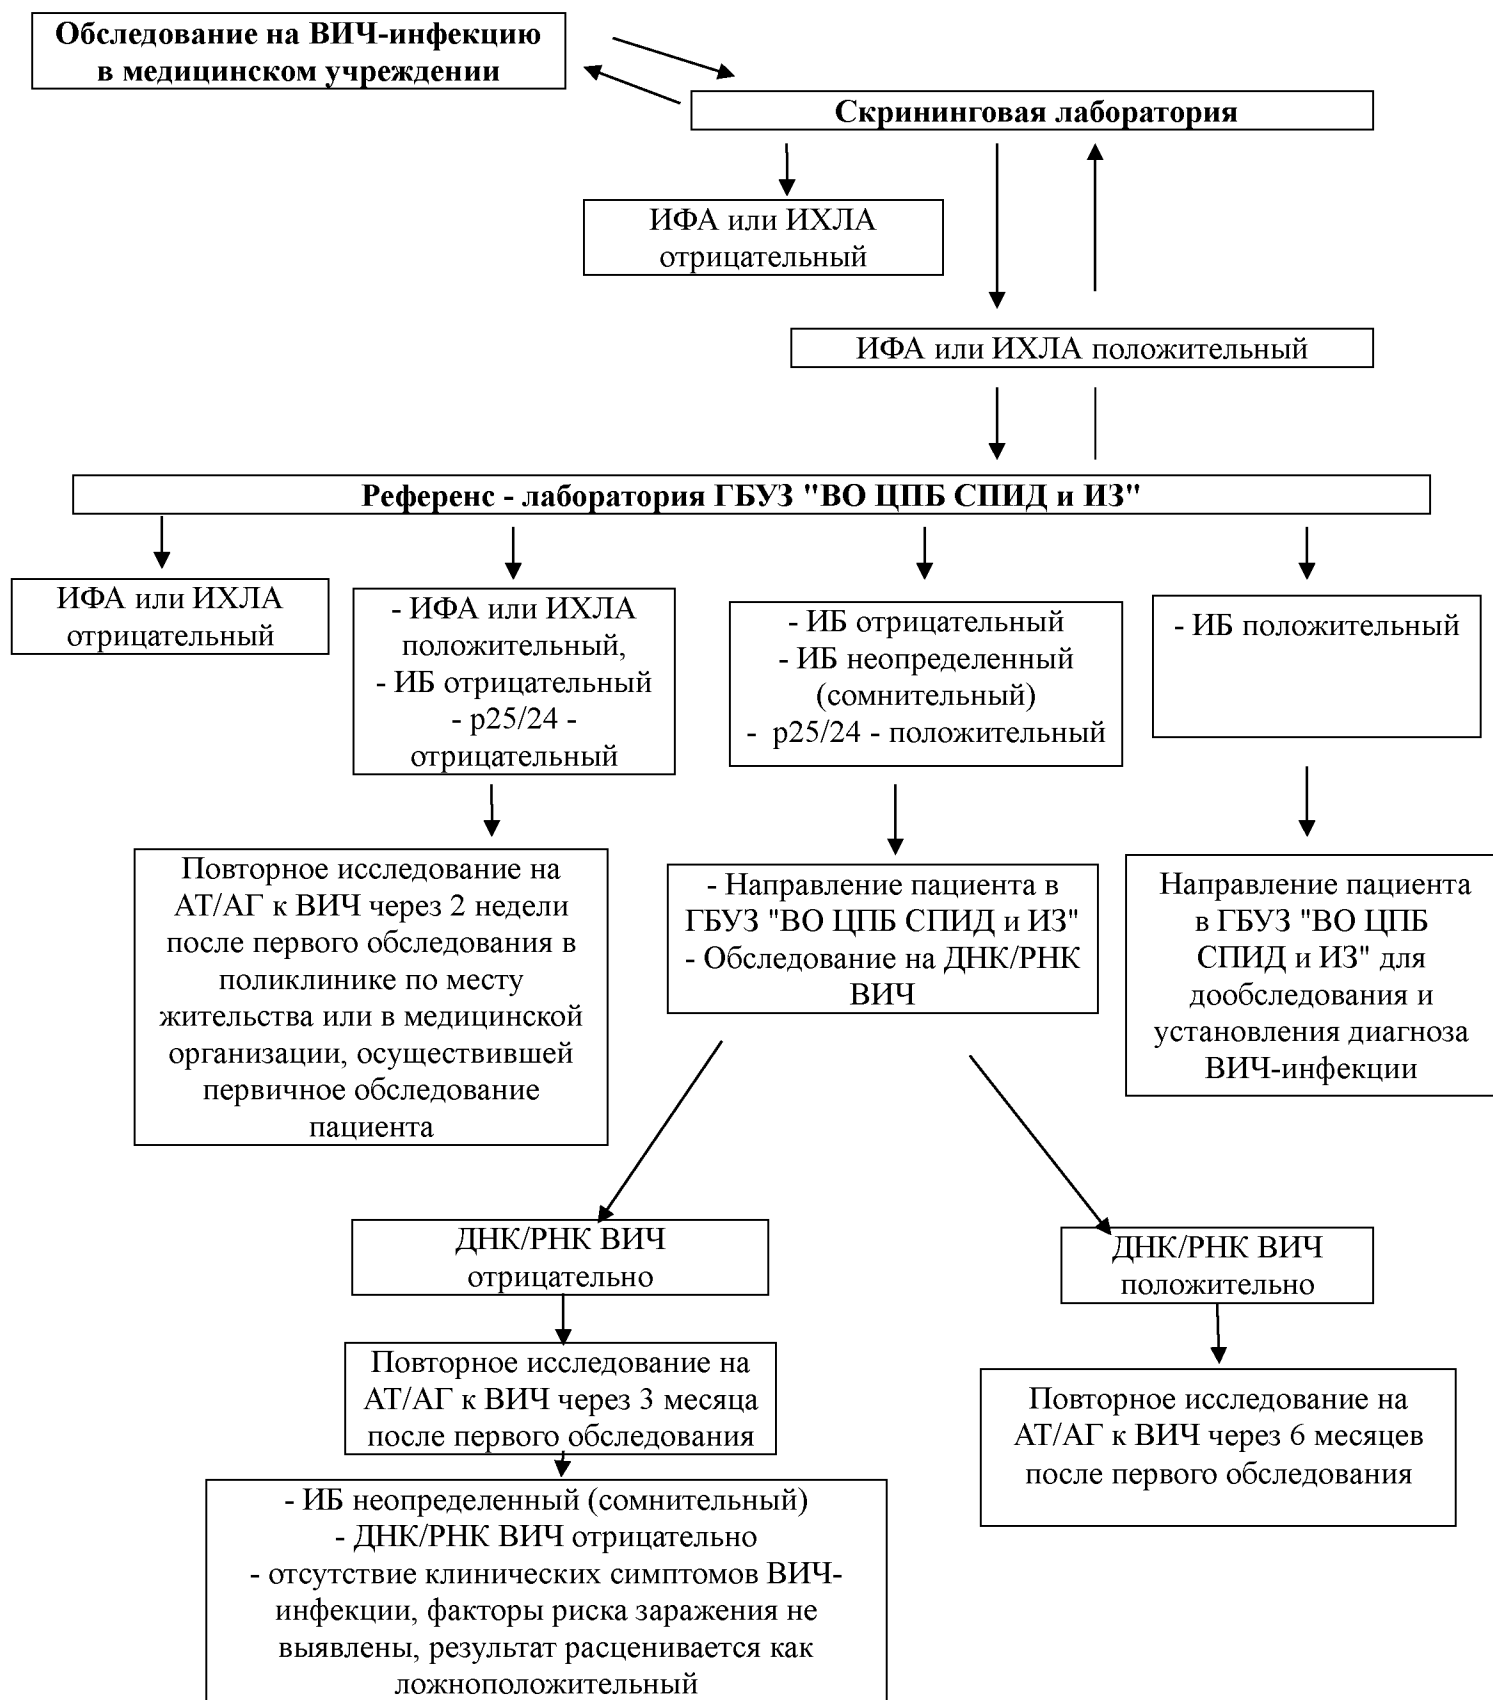 Обследование на ВИЧ-инфекцию
в медицинском учреждении
Скрининговая лаборатория
ИФА или ИХЛА
отрицательный
ИФА или ИХЛА положительный
Референс - лаборатория ГБУЗ "ВО ЦПБ СПИД и ИЗ"
ИФА или ИХЛА
отрицательный
- ИФА или ИХЛА
положительный,
- ИБ отрицательный
- р25/24 -
отрицательный
- ИБ отрицательный
- ИБ неопределенный
(сомнительный)
- р25/24 - положительный
- ИБ положительный
Повторное исследование на
АТ/АГ к ВИЧ через 2 недели
после первого обследования в
поликлинике по месту
жительства или в медицинской
организации, осуществившей
первичное обследование
пациента
- Направление пациента в
ГБУЗ "ВО ЦПБ СПИД и ИЗ"
- Обследование на ДНК/РНК
ВИЧ
Направление пациента
в ГБУЗ "ВО ЦПБ
СПИД и ИЗ" для
дообследования и
установления диагноза
ВИЧ-инфекции
ДНК/РНК ВИЧ
отрицательно
ДНК/РНК ВИЧ
положительно
Повторное исследование на
АТ/АГ к ВИЧ через 3 месяца
после первого обследования
Повторное исследование на
АТ/АГ к ВИЧ через 6 месяцев
после первого обследования
- ИБ неопределенный (сомнительный)
- ДНК/РНК ВИЧ отрицательно
- отсутствие клинических симптомов ВИЧ-
инфекции, факторы риска заражения не
выявлены, результат расценивается как
ложноположительный